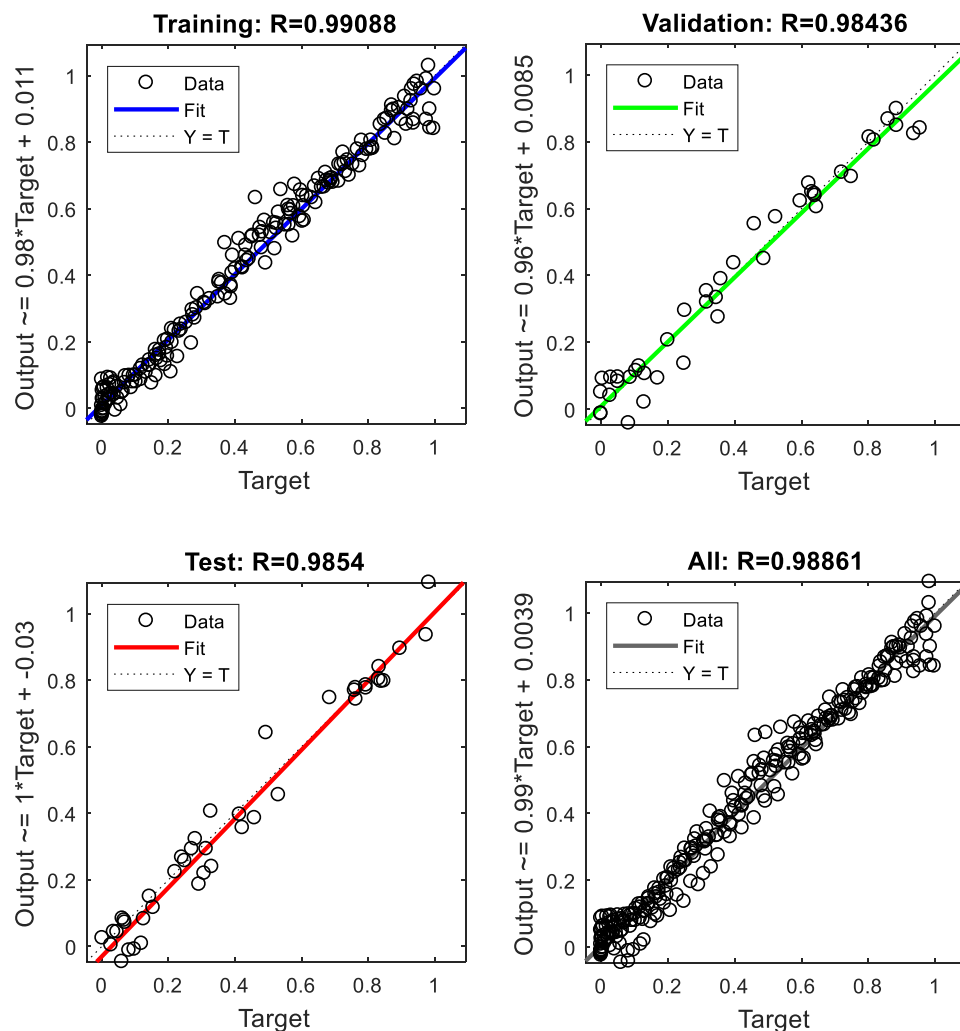 Training: R=0.99088
Output ~= 0.98*Target + 0.011
Data
Fit
Y = T
1
0.8
0.6
0.4
0.2
0
0
0.2
0.4
0.6
0.8
1
Target
Validation: R=0.98436
Output ~= 0.96*Target + 0.0085
Data
Fit
Y = T
1
0.8
0.6
0.4
0.2
0
0
0.2
0.4
0.6
0.8
1
Target
Test: R=0.9854
Output ~= 1*Target + -0.03
Data
Fit
Y = T
1
0.8
0.6
0.4
0.2
0
0
0.2
0.4
0.6
0.8
1
Target
All: R=0.98861
Output ~= 0.99*Target + 0.0039
Data
Fit
Y = T
1
0.8
0.6
0.4
0.2
0
0
0.2
0.4
0.6
0.8
1
Target